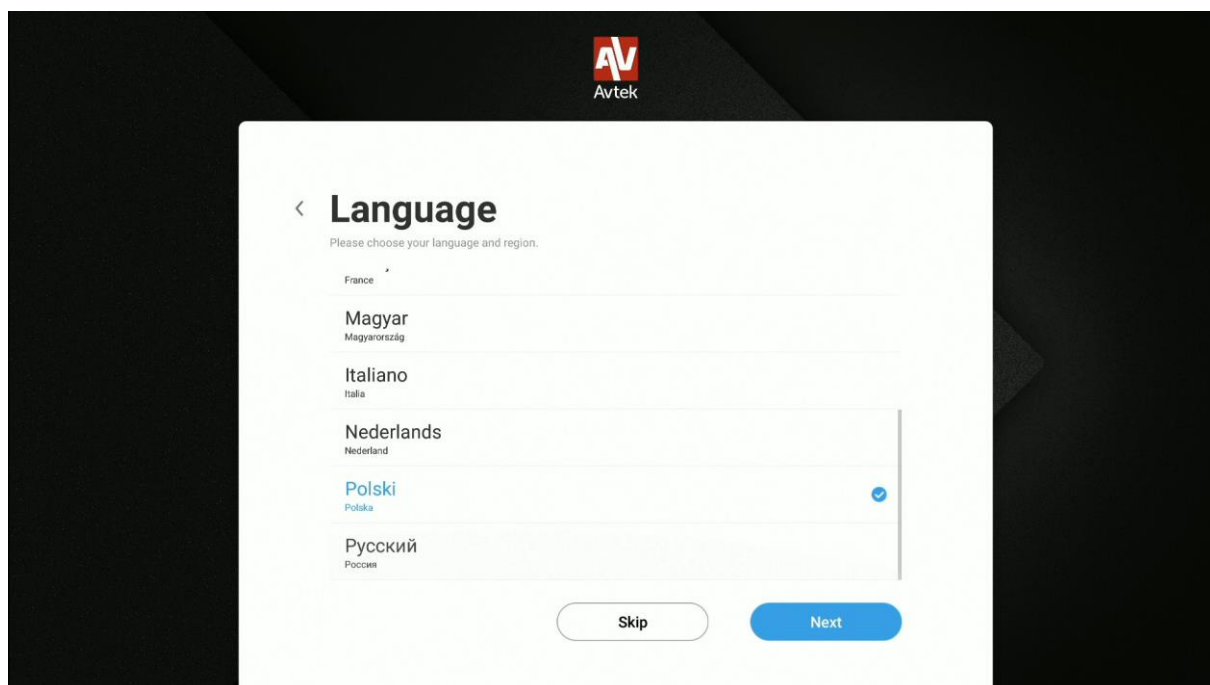 AV
Avtek
Language
Please choose your language and region.
France
Magyar
Magyarország
Italiano
Italia
Nederlands
Nederland
Polski
Polska
Русский
Россия
Skip
Next